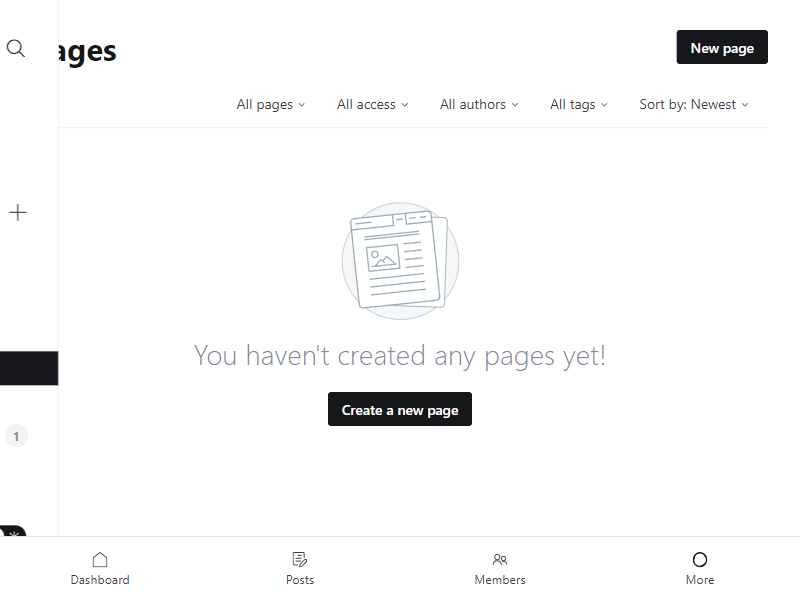 ages
New page
All pages
All access
All authors
All tags
Sort by: Newest
You haven't created any pages yet!
Create a new page
1
Dashboard
Posts
Members
More